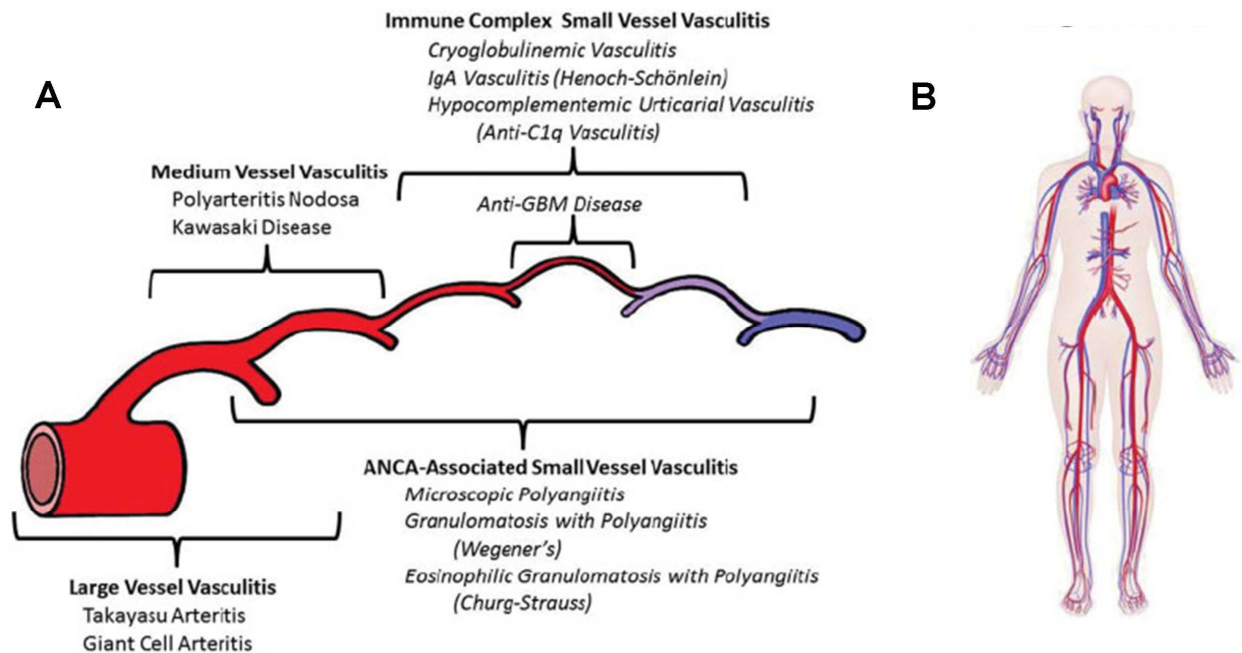 A
Immune Complex Small Vessel Vasculitis
Cryoglobulinemic Vasculitis
IgA Vasculitis (Henoch-Schönlein)
Hypocomplementemic Urticarial Vasculitis
(Anti-C1q Vasculitis)
Medium Vessel Vasculitis
Polyarteritis Nodosa
Kawasaki Disease
Anti-GBM Disease
ANCA-Associated Small Vessel Vasculitis
Microscopic Polyangiitis
Granulomatosis with Polyangiitis
(Wegener's)
Eosinophilic Granulomatosis with Polyangiitis
(Churg-Strauss)
Large Vessel Vasculitis
Takayasu Arteritis
Giant Cell Arteritis
B